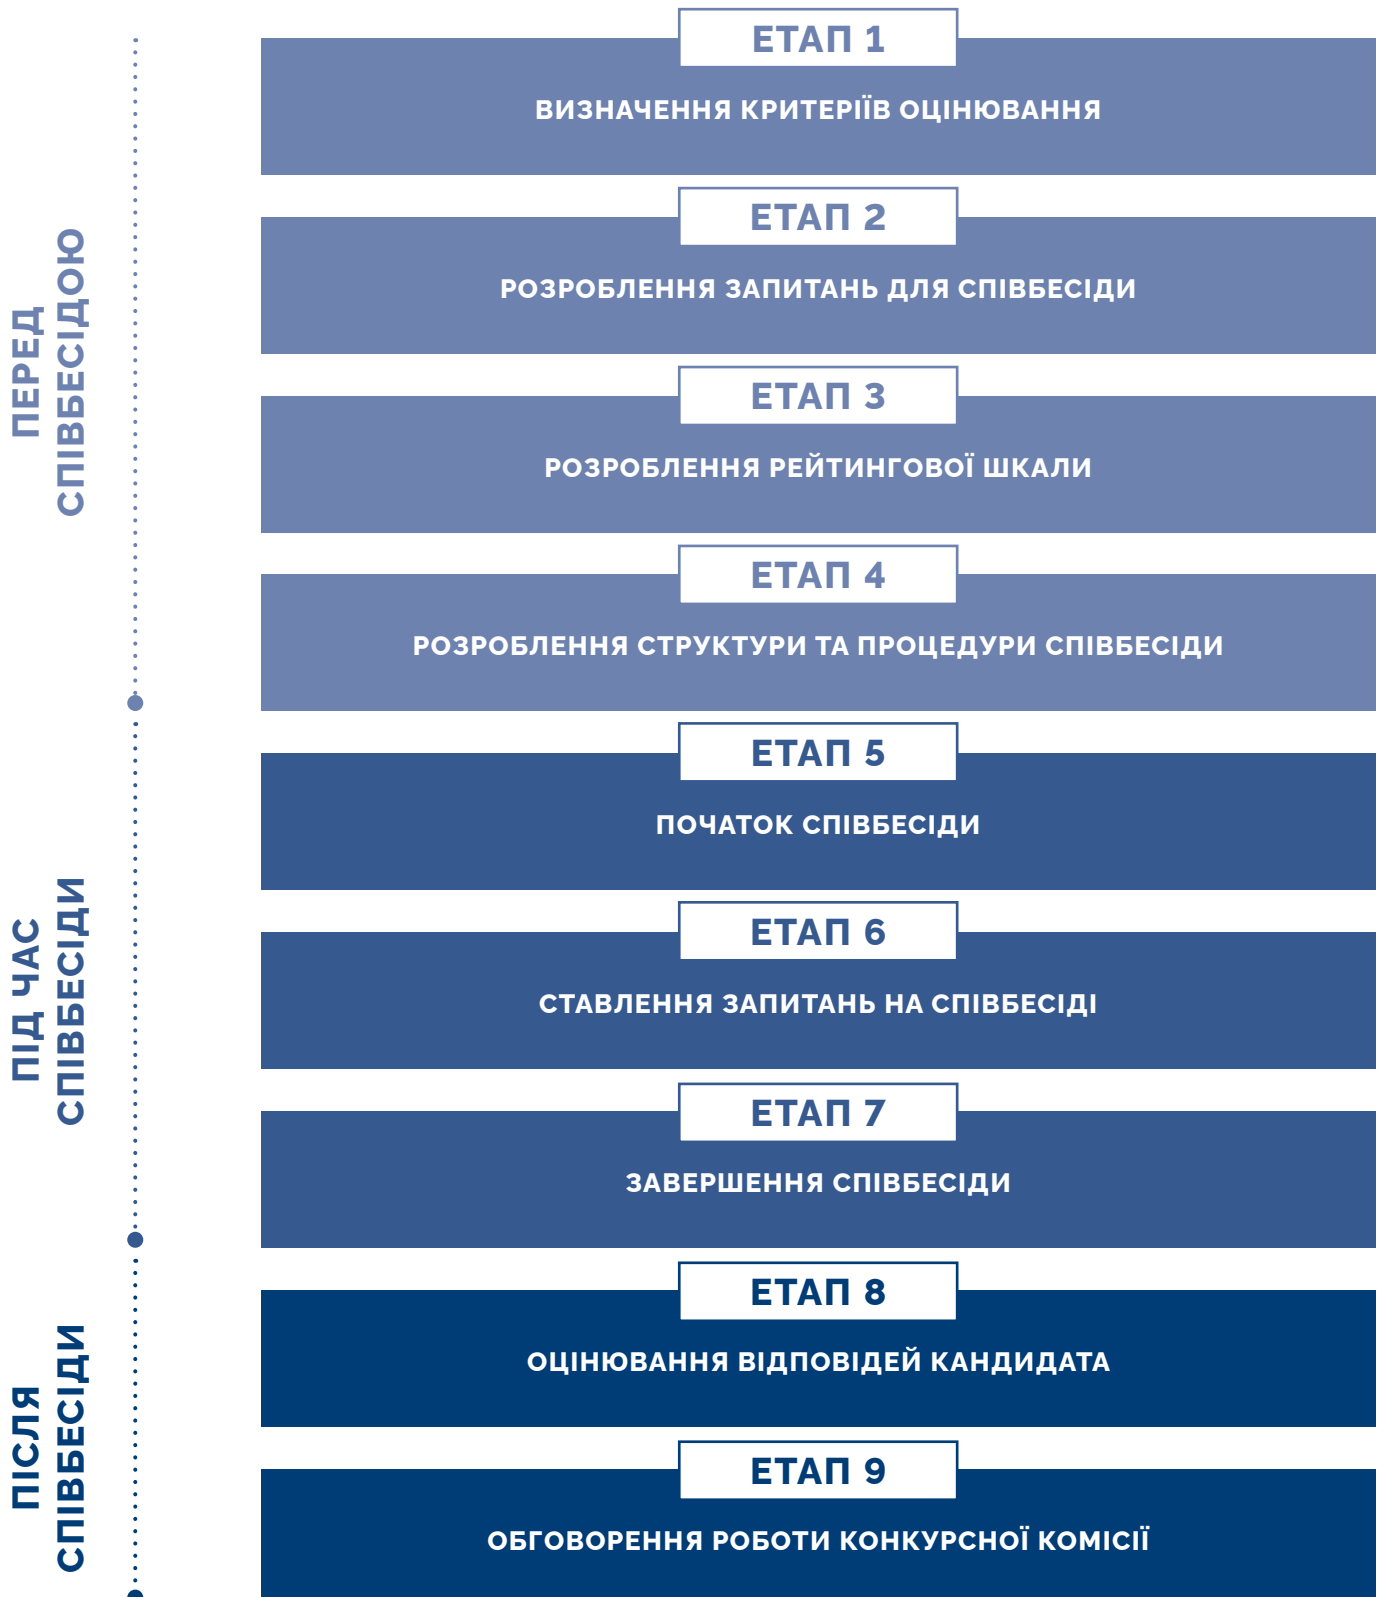 ПЕРЕД
СПІВБЕСІДОЮ
ЕТАП 1
ВИЗНАЧЕННЯ КРИТЕРІЇВ ОЦІНЮВАННЯ
ЕТАП 2
РОЗРОБЛЕННЯ ЗАПИТАНЬ ДЛЯ СПІВБЕСІДИ
ЕТАП 3
РОЗРОБЛЕННЯ РЕЙТИНГОВОЇ ШКАЛИ
ЕТАП 4
РОЗРОБЛЕННЯ СТРУКТУРИ ТА ПРОЦЕДУРИ СПІВБЕСІДИ
ПІД ЧАС
СПІВБЕСІДИ
ЕТАП 5
ПОЧАТОК СПІВБЕСІДИ
ЕТАП 6
СТАВЛЕННЯ ЗАПИТАНЬ НА СПІВБЕСІДІ
ЕТАП 7
ЗАВЕРШЕННЯ СПІВБЕСІДИ
ПІСЛЯ
СПІВБЕСІДИ
ЕТАП 8
ОЦІНЮВАННЯ ВІДПОВІДЕЙ КАНДИДАТА
ЕТАП 9
ОБГОВОРЕННЯ РОБОТИ КОНКУРСНОЇ КОМІСІЇ